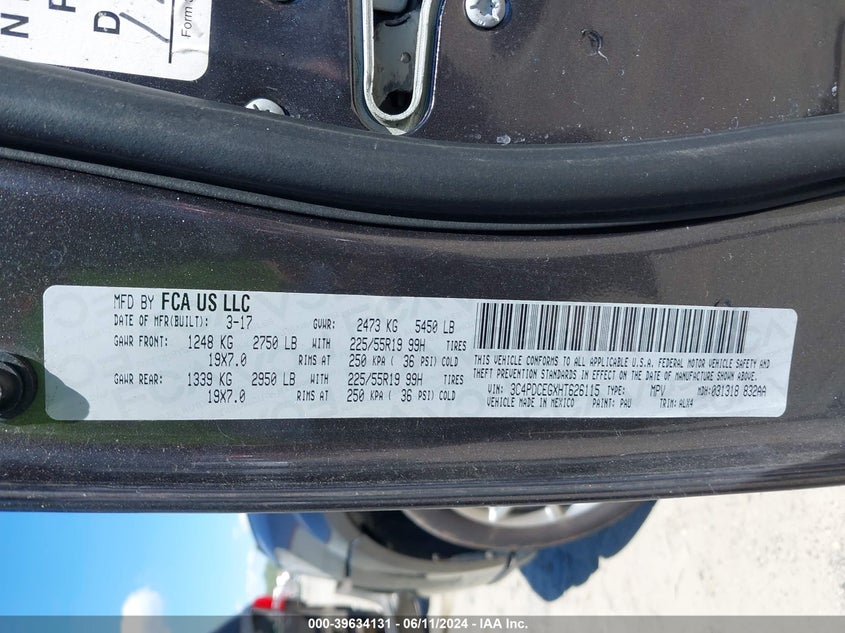 D
Form
MFD BY FCA US LLC
DATE OF MFR(BUILT): 3-17 GVWR: 2473 KG 5450 LB
GAWR FRONT: 1248 KG 2750 LB WITH 225/55R19 99H TIRES
19X7.0 RIMS AT 250 KPA ( 36 PSI) COLD
GAWR REAR: 1339 KG 2950 LB WITH 225/55R19 99H TIRES
19X7.0 RIMS AT 250 KPA ( 36 PSI) COLD
THIS VEHICLE CONFORMS TO ALL APPLICABLE U.S.A. FEDERAL MOTOR VEHICLE SAFETY AND
THEFT PREVENTION STANDARDS IN EFFECT ON THE DATE OF MANUFACTURE SHOWN ABOVE.
VIN: 3C4PDCEGXHT626115 TYPE: MPV MDH: 031318 832AA
VEHICLE MADE IN MEXICO PAINT: PAU TRIM: ALX4
000-39634131 - 06/11/2024 - IAA Inc.